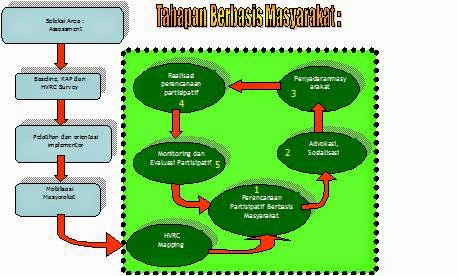 Tahapan Berbasis Masyarakat :
Seleksi Area :
Assessment
Baseline, KAP dan
HVRC Survey
Pelatihan dan orientasi
implementor
Mobilisasi
Masyarakat
HVRC
Mapping
1
Perencanaan
Partisipatif Berbasis
Masyarakat
2
Advokasi,
Sosialisasi
3
Penyadaranmasy
arakat
Realisasi
perencanaan
partisipatif
4
Monitoring dan
Evaluasi Partisipatif
5